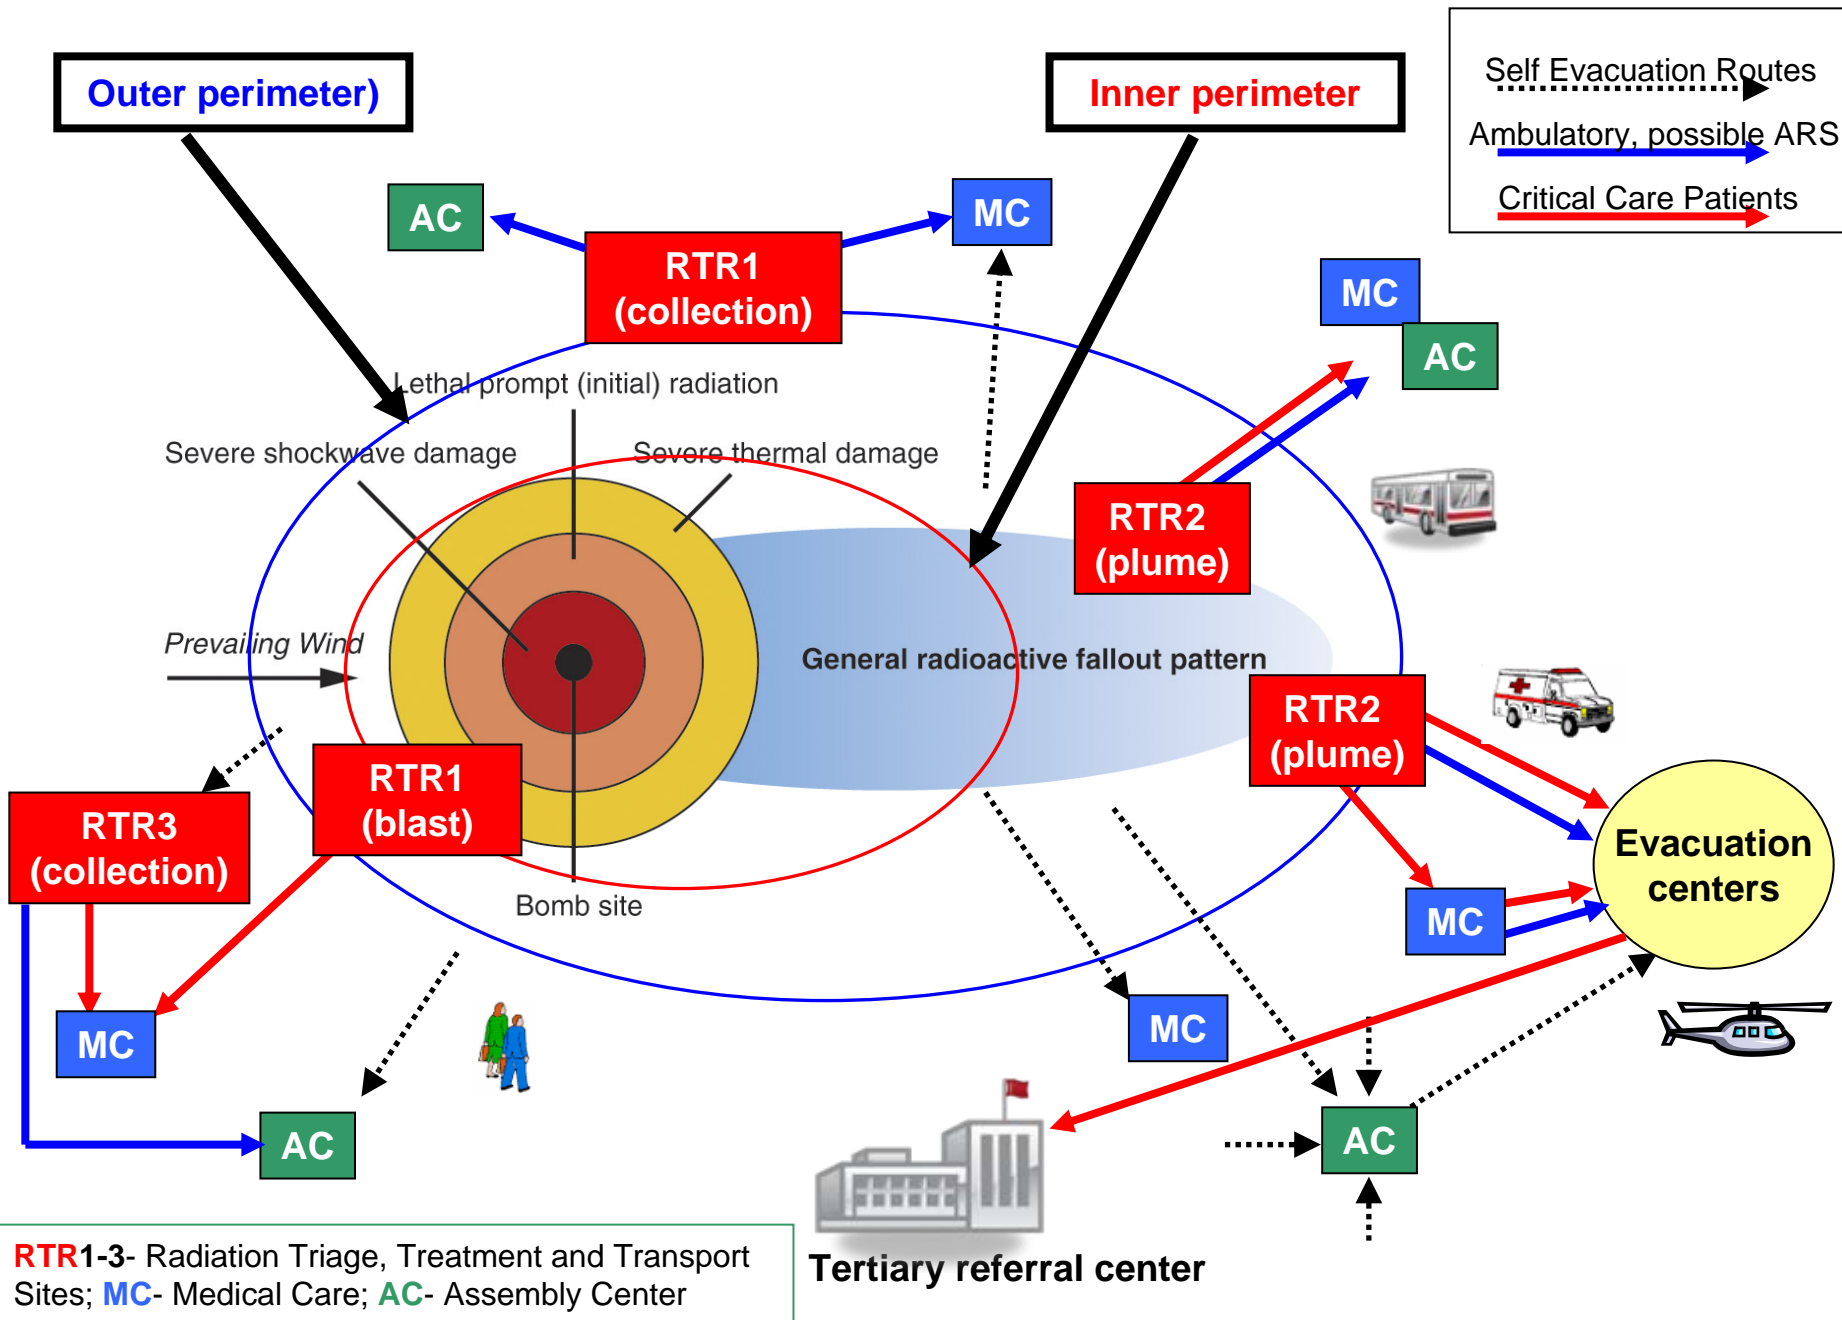 Self Evacuation Routes
Ambulatory, possible ARS
Critical Care Patients
Outer perimeter)
Inner perimeter
AC
MC
RTR1
(collection)
MC
AC
Lethal prompt (initial) radiation
Severe shockwave damage
Severe thermal damage
RTR2
(plume)
Prevailing Wind
General radioactive fallout pattern
RTR2
(plume)
RTR1
(blast)
RTR3
(collection)
Evacuation
centers
Bomb site
MC
MC
MC
AC
AC
Tertiary referral center
RTR1-3- Radiation Triage, Treatment and Transport
Sites; MC- Medical Care; AC- Assembly Center